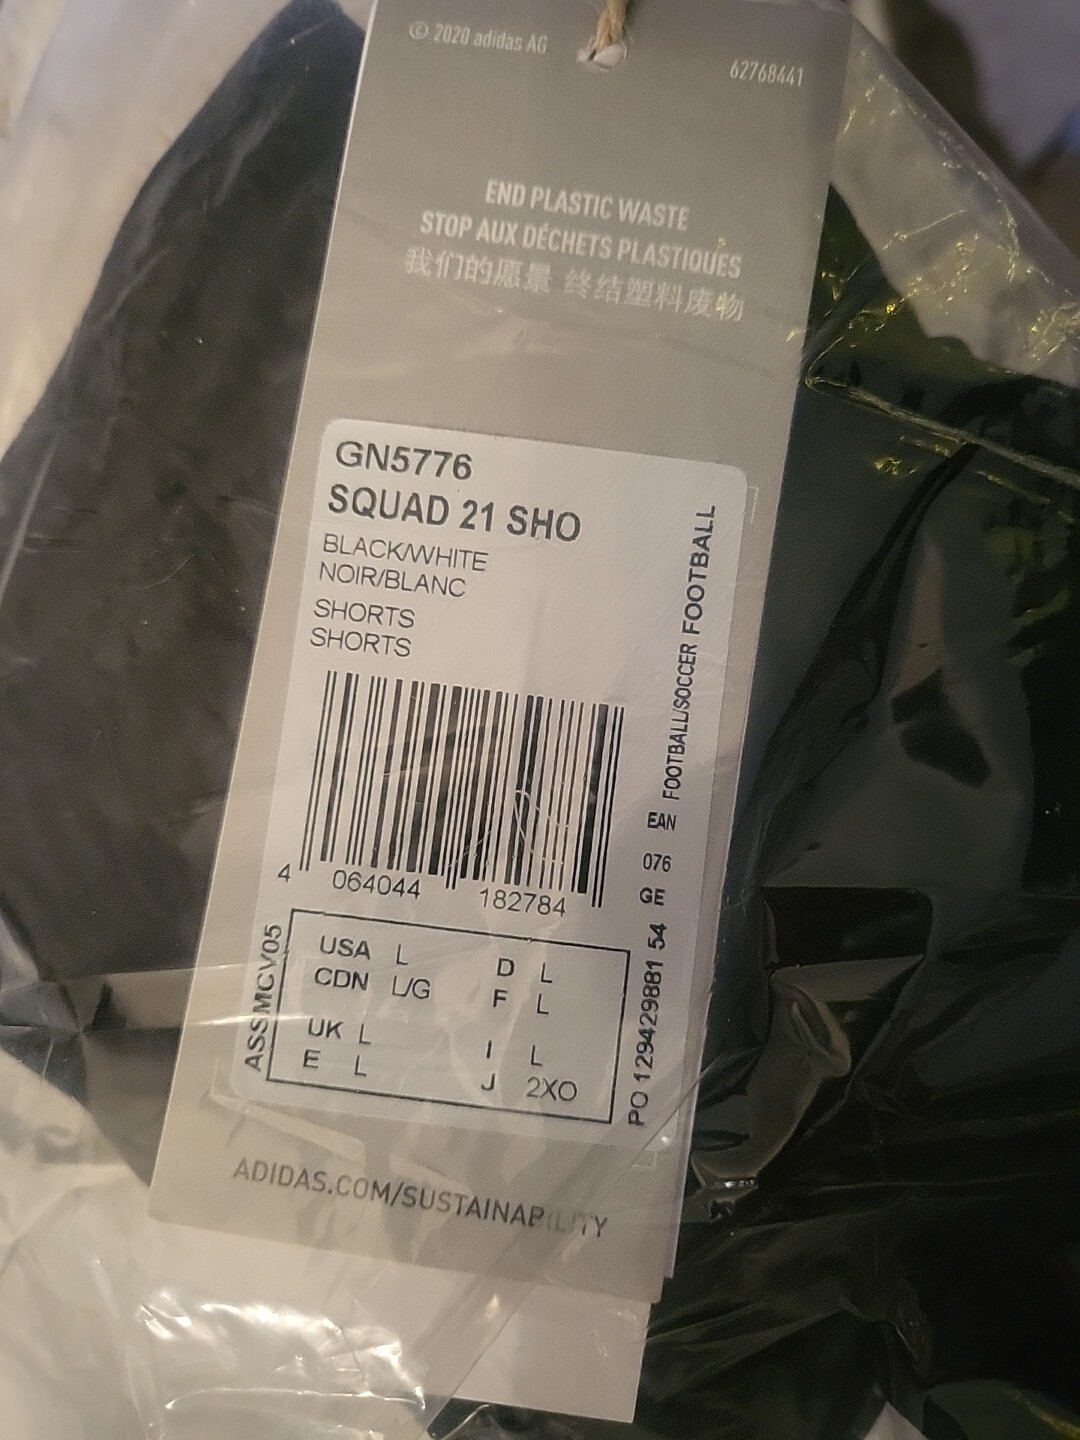 © 2020 adidas AG
62768441
END PLASTIC WASTE
STOP AUX DÉCHETS PLASTIQUES
我们的愿景 终结塑料废物
GN5776
SQUAD 21 SHO
BLACK/WHITE
NOIR/BLANC
SHORTS
SHORTS
4 064044 182784
FOOTBALL/SOCCER FOOTBALL
EAN
076
GE
PO 129429881 54
ASSMCV05
USA L D L
CDN L/G F L
UK L I L
E L J 2XO
ADIDAS.COM/SUSTAINABILITY